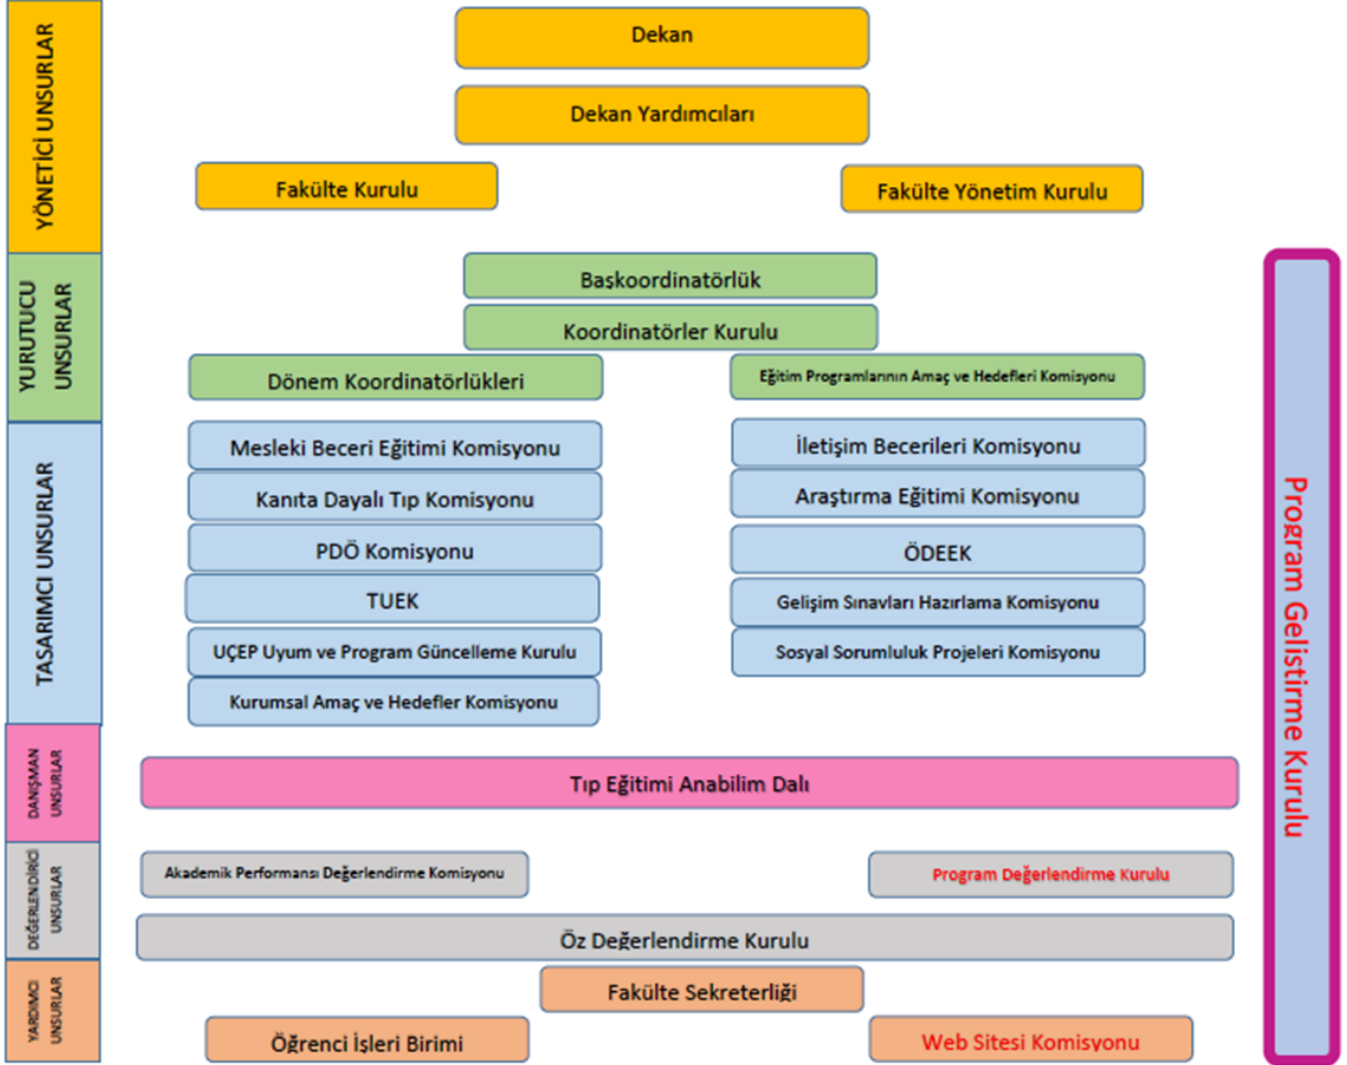 YÖNETİCİ UNSURLAR
Dekan
Dekan Yardımcıları
Fakülte Kurulu
Fakülte Yönetim Kurulu
YURUTUCU
UNSURLAR
Başkoordinatörlük
Koordinatörler Kurulu
Dönem Koordinatörlükleri
Eğitim Programlarının Amaç ve Hedefleri Komisyonu
TASARIMCI UNSURLAR
Mesleki Beceri Eğitimi Komisyonu
İletişim Becerileri Komisyonu
Kanıta Dayalı Tıp Komisyonu
Araştırma Eğitimi Komisyonu
PDÖ Komisyonu
ÖDEEK
TUEK
Gelişim Sınavları Hazırlama Komisyonu
UÇEP Uyum ve Program Güncelleme Kurulu
Sosyal Sorumluluk Projeleri Komisyonu
Kurumsal Amaç ve Hedefler Komisyonu
DANIŞMAN
UNSURLAR
Tıp Eğitimi Anabilim Dalı
DEĞERLENDİRİCİ
UNSURLAR
Akademik Performansı Değerlendirme Komisyonu
Program Değerlendirme Kurulu
Öz Değerlendirme Kurulu
YARDIMCI
UNSURLAR
Fakülte Sekreterliği
Öğrenci İşleri Birimi
Web Sitesi Komisyonu
Program Gelistirme Kurulu